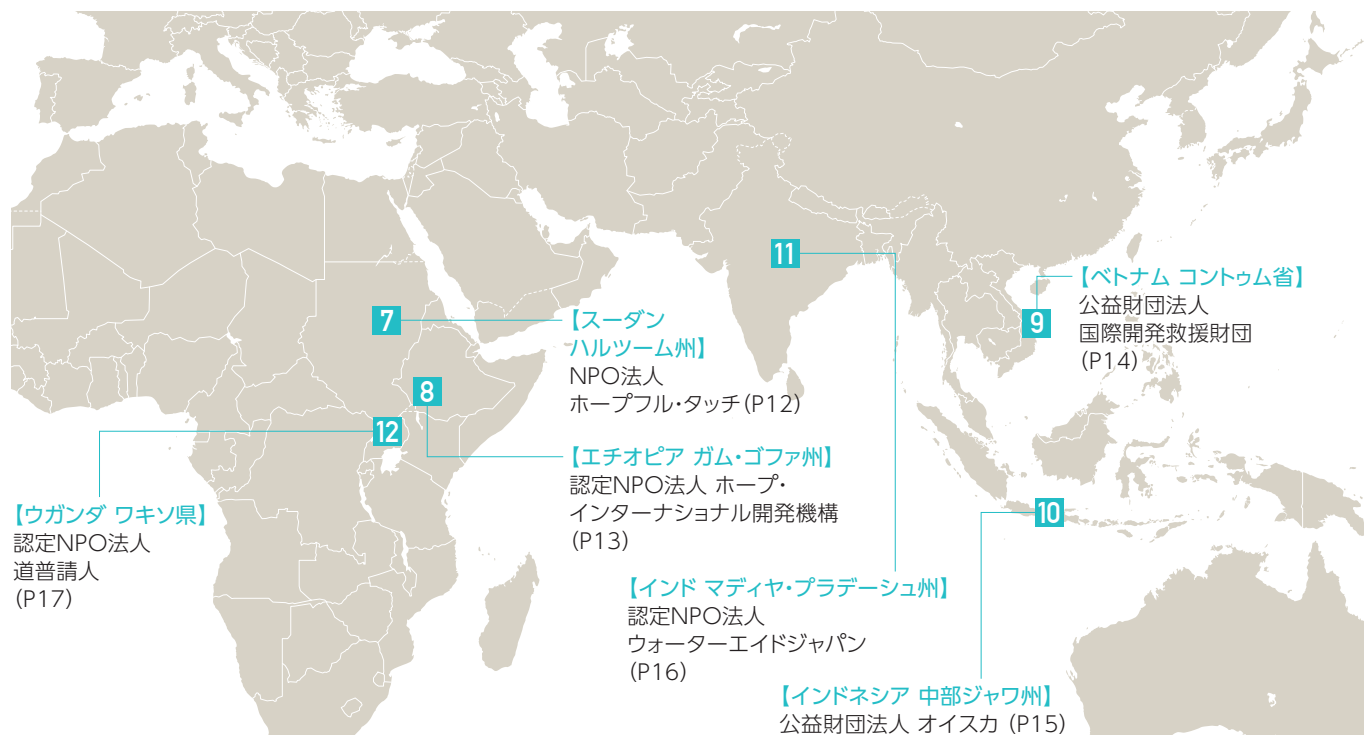 7
【スーダン
ハルツーム州】
NPO法人
ホープフル・タッチ(P12)
8
【エチオピア ガム・ゴファ州】
認定NPO法人 ホープ・
インターナショナル開発機構
(P13)
9
【ベトナム コントゥム省】
公益財団法人
国際開発救援財団
(P14)
10
【インドネシア 中部ジャワ州】
公益財団法人 オイスカ (P15)
11
【インド マディヤ・プラデーシュ州】
認定NPO法人
ウォーターエイドジャパン
(P16)
12
【ウガンダ ワキソ県】
認定NPO法人
道普請人
(P17)